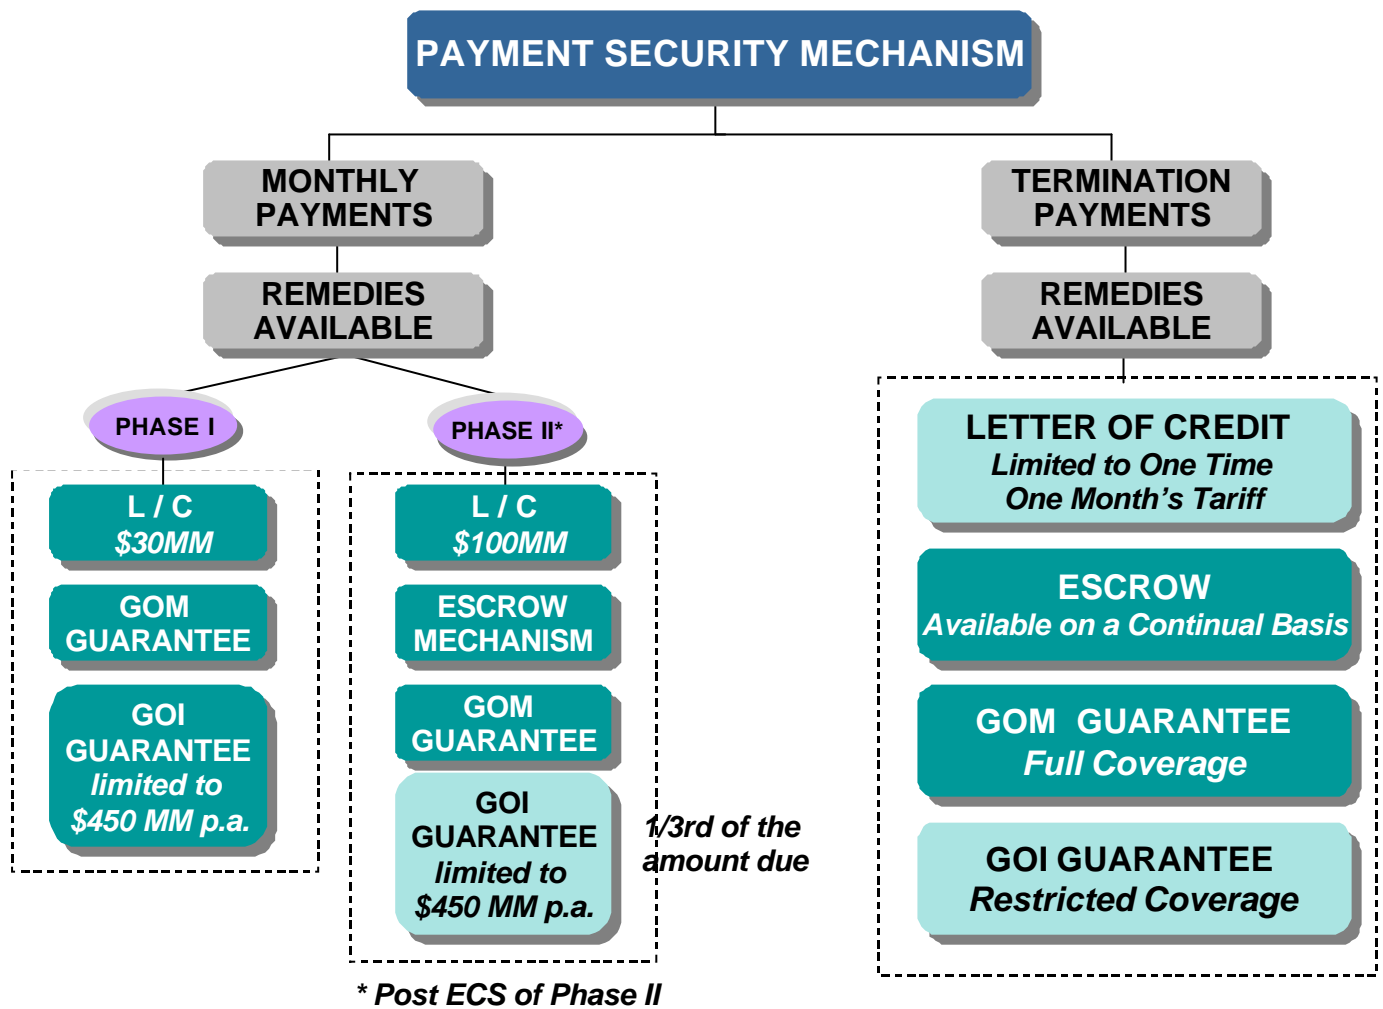 PAYMENT SECURITY MECHANISM
MONTHLY
PAYMENTS
REMEDIES
AVAILABLE
PHASE I
L / C
$30MM
GOM
GUARANTEE
GOI
GUARANTEE
limited to
$450 MM p.a.
PHASE II*
L / C
$100MM
ESCROW
MECHANISM
GOM
GUARANTEE
GOI
GUARANTEE
limited to
$450 MM p.a.
1/3rd of the
amount due
* Post ECS of Phase II
TERMINATION
PAYMENTS
REMEDIES
AVAILABLE
LETTER OF CREDIT
Limited to One Time
One Month’s Tariff
ESCROW
Available on a Continual Basis
GOM GUARANTEE
Full Coverage
GOI GUARANTEE
Restricted Coverage